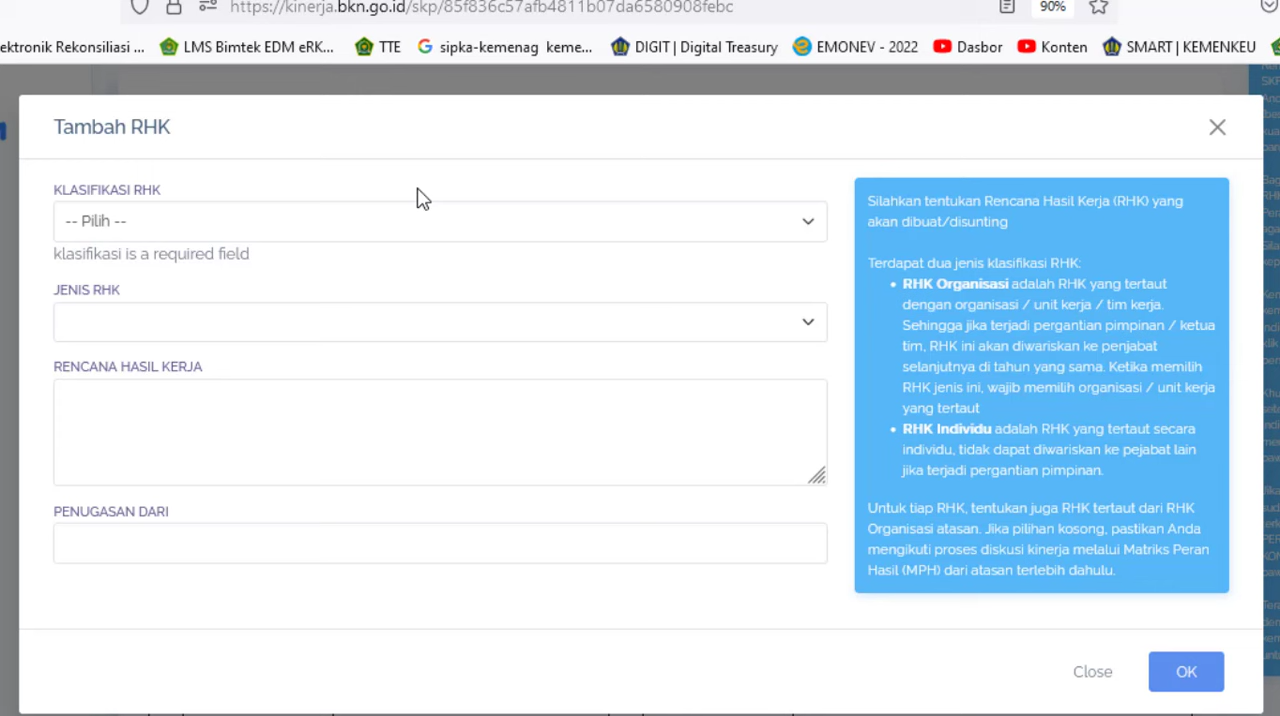 https://kinerja.bkn.go.id/skp/85f836c57afb4811b07da6580908febc
90%
ektronik Rekonsiliasi ...
LMS Bimtek EDM eRK...
TTE
sipka-kemenag keme...
DIGIT | Digital Treasury
EMONEV - 2022
Dasbor
Konten
SMART | KEMENKEU
Tambah RHK
KLASIFIKASI RHK
-- Pilih --
klasifikasi is a required field
JENIS RHK
RENCANA HASIL KERJA
PENUGASAN DARI
Silahkan tentukan Rencana Hasil Kerja (RHK) yang
akan dibuat/disunting
Terdapat dua jenis klasifikasi RHK:
• RHK Organisasi adalah RHK yang tertaut
dengan organisasi / unit kerja / tim kerja.
Sehingga jika terjadi pergantian pimpinan / ketua
tim, RHK ini akan diwariskan ke penjabat
selanjutnya di tahun yang sama. Ketika memilih
RHK jenis ini, wajib memilih organisasi / unit kerja
yang tertaut
• RHK Individu adalah RHK yang tertaut secara
individu, tidak dapat diwariskan ke pejabat lain
jika terjadi pergantian pimpinan.
Untuk tiap RHK, tentukan juga RHK tertaut dari RHK
Organisasi atasan. Jika pilihan kosong, pastikan Anda
mengikuti proses diskusi kinerja melalui Matriks Peran
Hasil (MPH) dari atasan terlebih dahulu.
Close
OK